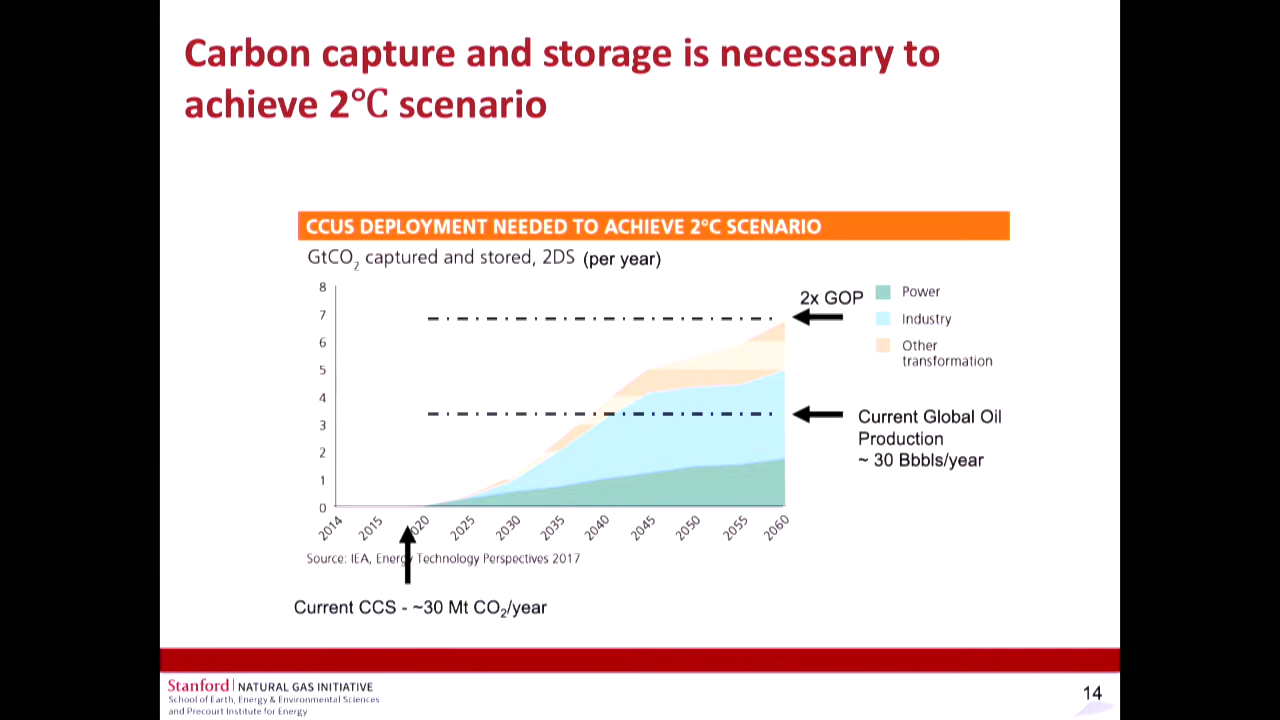 Carbon capture and storage is necessary to
achieve 2°C scenario
CCUS DEPLOYMENT NEEDED TO ACHIEVE 2°C SCENARIO
GtCO₂ captured and stored, 2DS (per year)
8
7
6
5
4
3
2
1
0
2014
2015
020
2025
2030
2035
2040
2045
2050
2055
2060
2x GOP
Power
Industry
Other
transformation
Current Global Oil
Production
~ 30 Bbbls/year
Source: IEA, Energy Technology Perspectives 2017
Current CCS - ~30 Mt CO₂/year
Stanford | NATURAL GAS INITIATIVE
School of Earth, Energy & Environmental Sciences
and Precourt Institute for Energy
14